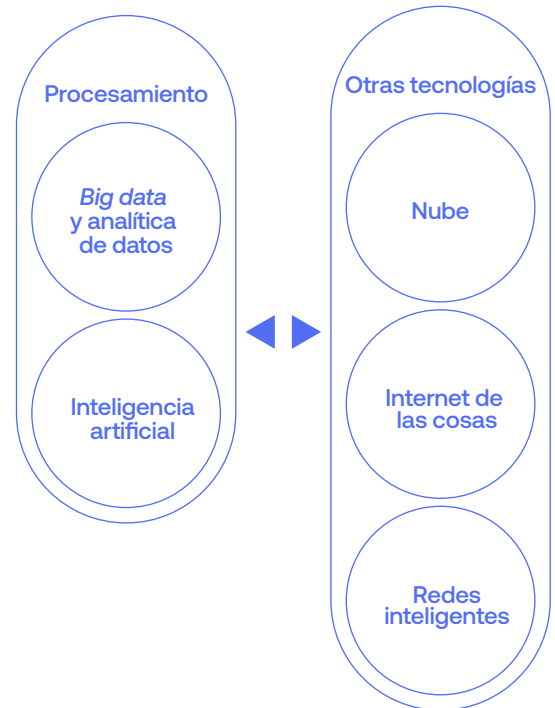 Procesamiento
Big data
y analítica
de datos
Inteligencia
artificial
Otras tecnologías
Nube
Internet de
las cosas
Redes
inteligentes